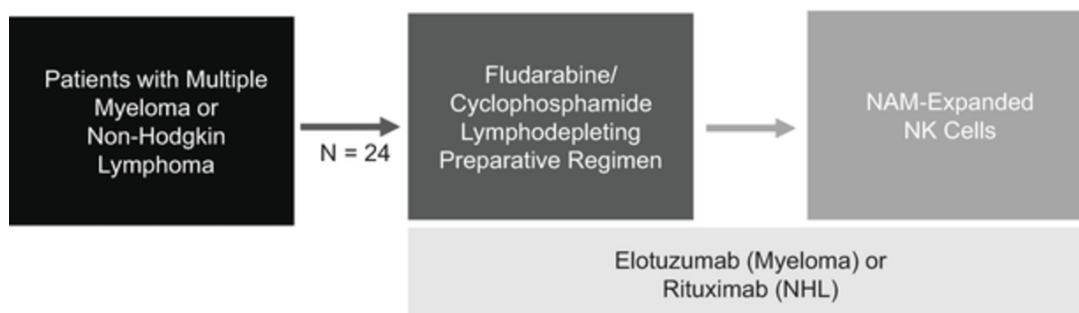 Patients with Multiple
Myeloma or
Non-Hodgkin
Lymphoma
N = 24
Fludarabine/
Cyclophosphamide
Lymphodepleting
Preparative Regimen
NAM-Expanded
NK Cells
Elotuzumab (Myeloma) or
Rituximab (NHL)